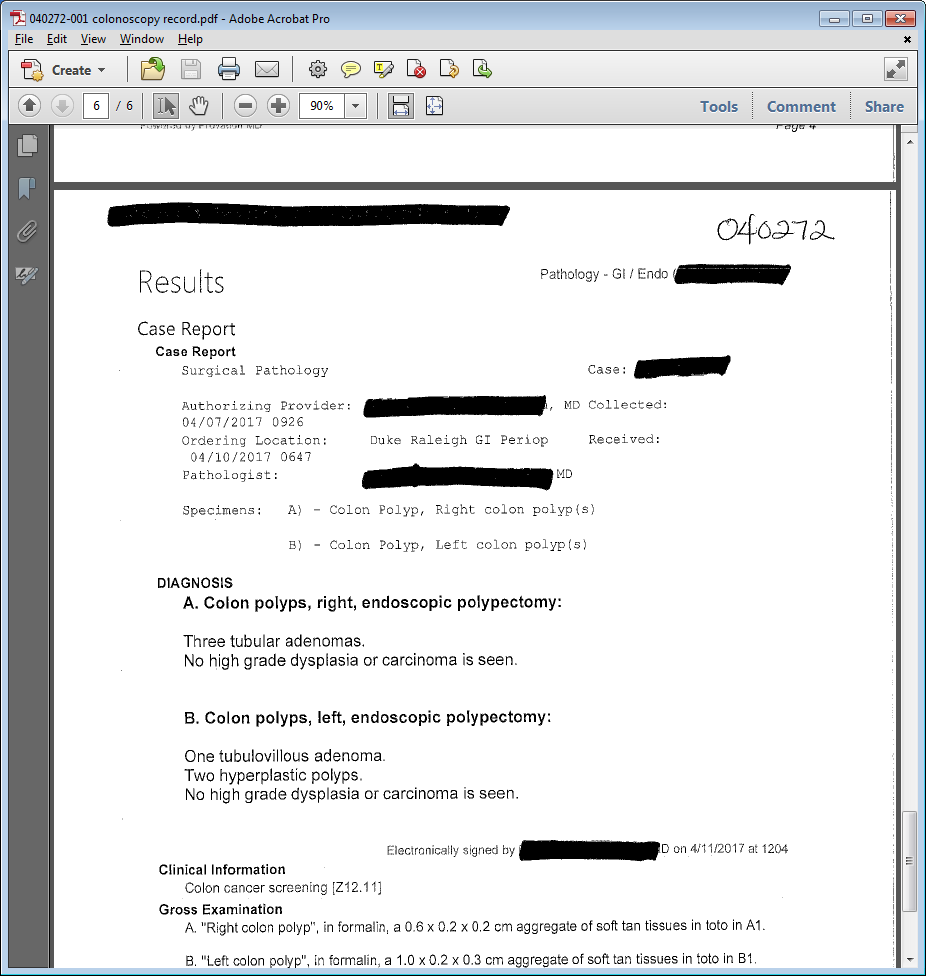 040272-001 colonoscopy record.pdf - Adobe Acrobat Pro
File Edit View Window Help
Create
6 / 6 90% Tools Comment Share
Powered by Provation MD Page 4
040272
Results
Pathology - GI / Endo (
Case Report
Case Report
Surgical Pathology Case:
Authorizing Provider: , MD Collected:
04/07/2017 0926
Ordering Location: Duke Raleigh GI Periop Received:
04/10/2017 0647
Pathologist: MD
Specimens: A) - Colon Polyp, Right colon polyp(s)
B) - Colon Polyp, Left colon polyp(s)
DIAGNOSIS
A. Colon polyps, right, endoscopic polypectomy:
Three tubular adenomas.
No high grade dysplasia or carcinoma is seen.
B. Colon polyps, left, endoscopic polypectomy:
One tubulovillous adenoma.
Two hyperplastic polyps.
No high grade dysplasia or carcinoma is seen.
Electronically signed by D on 4/11/2017 at 1204
Clinical Information
Colon cancer screening [Z12.11]
Gross Examination
A. "Right colon polyp", in formalin, a 0.6 x 0.2 x 0.2 cm aggregate of soft tan tissues in toto in A1.
B. "Left colon polyp", in formalin, a 1.0 x 0.2 x 0.3 cm aggregate of soft tan tissues in toto in B1.